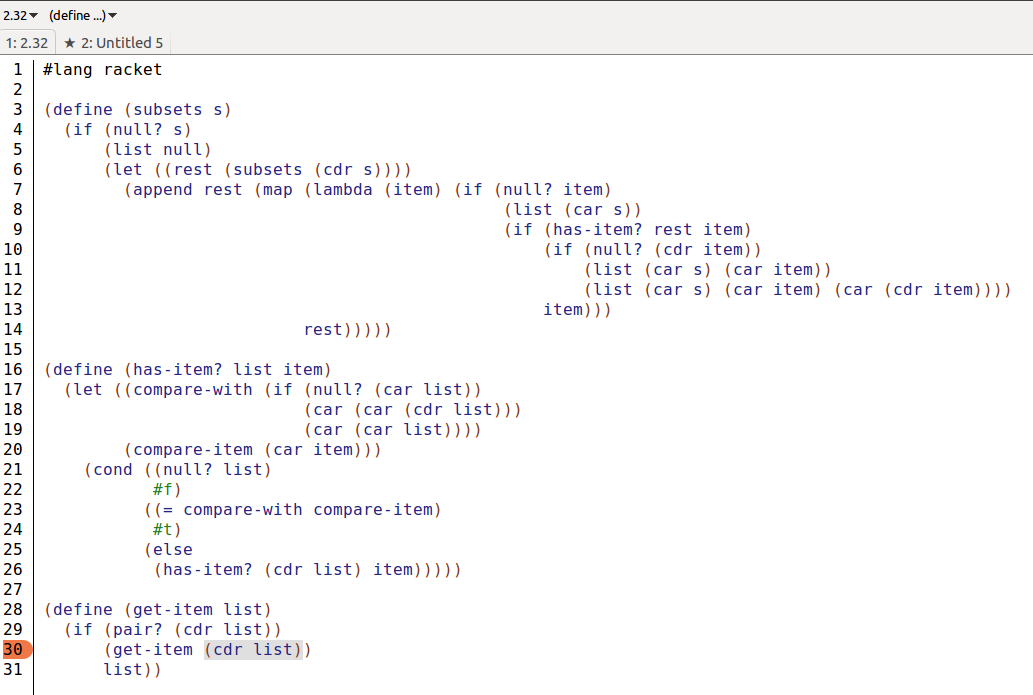 2.32▾ (define ...)▾
1: 2.32 ★ 2: Untitled 5
1 #lang racket
2
3 (define (subsets s)
4   (if (null? s)
5       (list null)
6       (let ((rest (subsets (cdr s))))
7         (append rest (map (lambda (item) (if (null? item)
8                                               (list (car s))
9                                               (if (has-item? rest item)
10                                                  (if (null? (cdr item))
11                                                      (list (car s) (car item))
12                                                      (list (car s) (car item) (car (cdr item))))
13                                                  item)))
14                           rest)))))
15
16 (define (has-item? list item)
17   (let ((compare-with (if (null? (car list))
18                           (car (car (cdr list)))
19                           (car (car list))))
20         (compare-item (car item)))
21     (cond ((null? list)
22            #f)
23           ((= compare-with compare-item)
24            #t)
25           (else
26            (has-item? (cdr list) item)))))
27
28 (define (get-item list)
29   (if (pair? (cdr list))
30       (get-item (cdr list))
31       list))